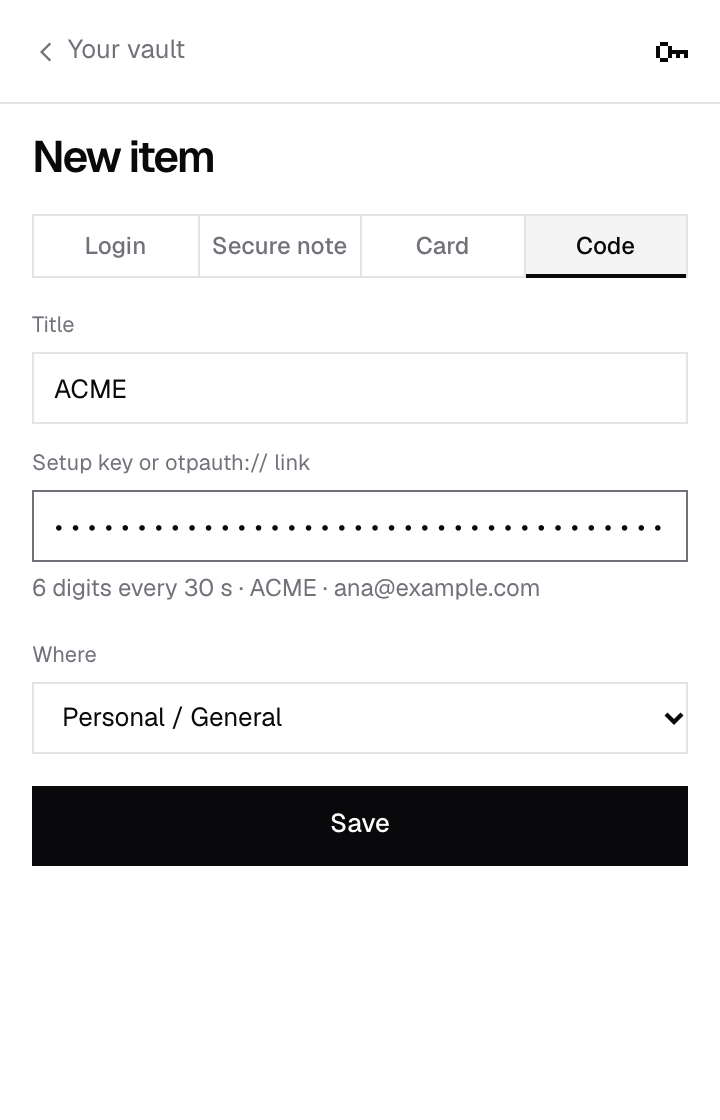 Your vault
New item
Login
Secure note
Card
Code
Title
ACME
Setup key or otpauth:// link
•••••••••••••••••••••••••••••••••••••
6 digits every 30 s · ACME · ana@example.com
Where
Personal / General
Save